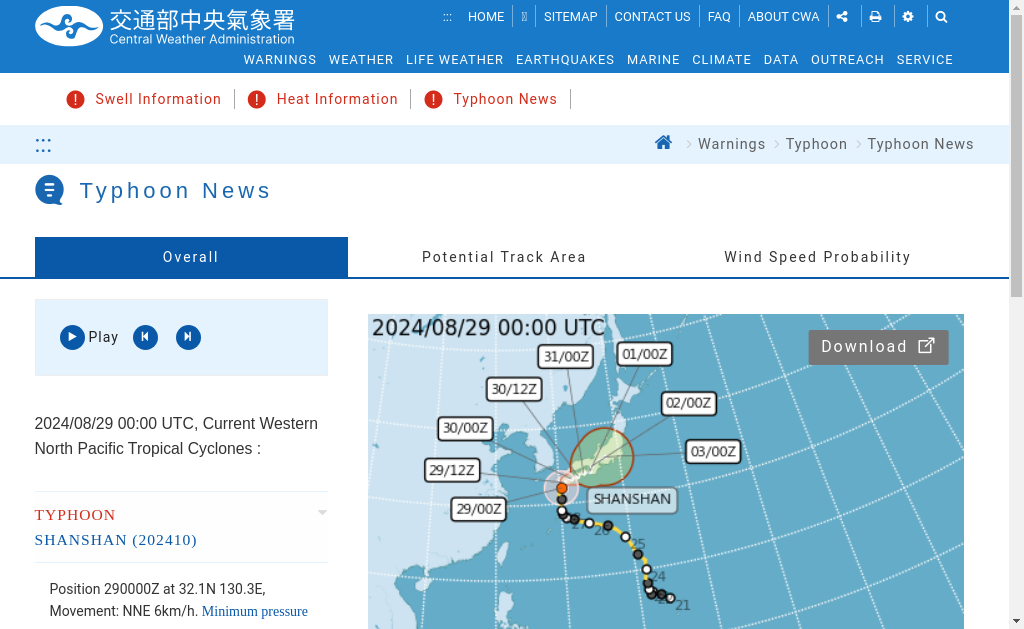 交通部中央氣象署
Central Weather Administration
::: HOME SITEMAP CONTACT US FAQ ABOUT CWA
WARNINGS WEATHER LIFE WEATHER EARTHQUAKES MARINE CLIMATE DATA OUTREACH SERVICE
Swell Information Heat Information Typhoon News
::: Warnings Typhoon Typhoon News
Typhoon News
Overall Potential Track Area Wind Speed Probability
Play
2024/08/29 00:00 UTC, Current Western
North Pacific Tropical Cyclones :
TYPHOON
SHANSHAN (202410)
Position 290000Z at 32.1N 130.3E,
Movement: NNE 6km/h. Minimum pressure
2024/08/29 00:00 UTC
Download
31/00Z
01/00Z
30/12Z
02/00Z
30/00Z
03/00Z
29/12Z
29/00Z
SHANSHAN
26
25
24
21